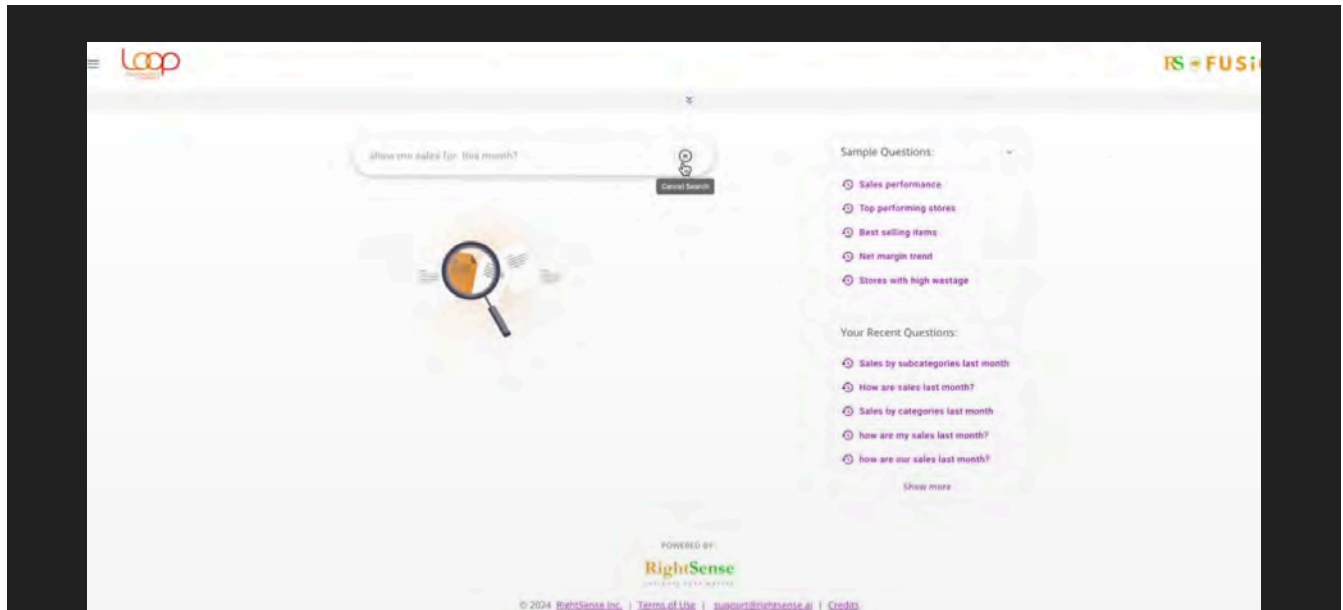 Loop
RS FUSi
show me sales for this month?
Cancel Search
Sample Questions:
Sales performance
Top performing stores
Best selling items
Net margin trend
Stores with high wastage
Your Recent Questions:
Sales by subcategories last month
How are sales last month?
Sales by categories last month
how are my sales last month?
how are our sales last month?
Show more
POWERED BY
RightSense
© 2024 RightSense Inc. | Terms of Use | support@rightsense.ai | Credits